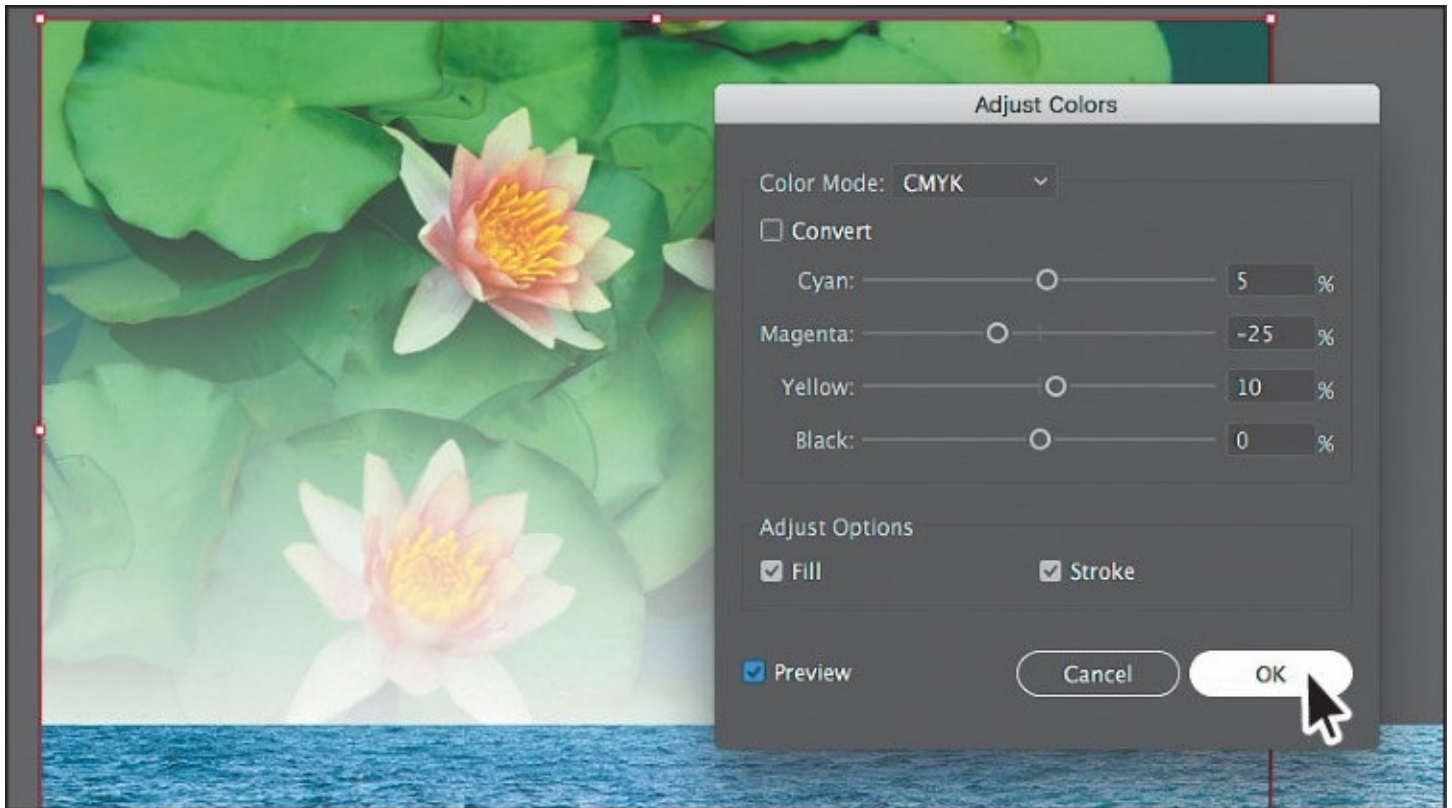 Adjust Colors
Color Mode: CMYK
Convert
Cyan: 5 %
Magenta: -25 %
Yellow: 10 %
Black: 0 %
Adjust Options
Fill Stroke
Preview Cancel OK